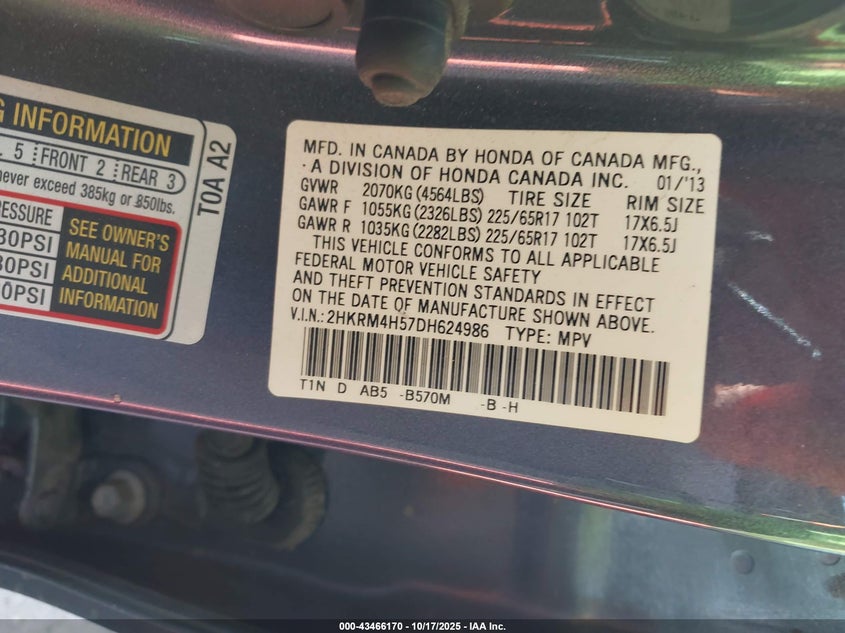 G INFORMATION
. 5 FRONT 2 REAR 3
never exceed 385kg or 850lbs.
PRESSURE
30PSI
30PSI
0PSI
SEE OWNER'S
MANUAL FOR
ADDITIONAL
INFORMATION
T0A A2
MFD. IN CANADA BY HONDA OF CANADA MFG.,
A DIVISION OF HONDA CANADA INC. 01/'13
GVWR 2070KG (4564LBS) TIRE SIZE RIM SIZE
GAWR F 1055KG (2326LBS) 225/65R17 102T 17X6.5J
GAWR R 1035KG (2282LBS) 225/65R17 102T 17X6.5J
THIS VEHICLE CONFORMS TO ALL APPLICABLE
FEDERAL MOTOR VEHICLE SAFETY
AND THEFT PREVENTION STANDARDS IN EFFECT
ON THE DATE OF MANUFACTURE SHOWN ABOVE.
V.I.N.: 2HKRM4H57DH624986 TYPE: MPV
T1N D AB5 -B570M -B -H
000-43466170 - 10/17/2025 - IAA Inc.